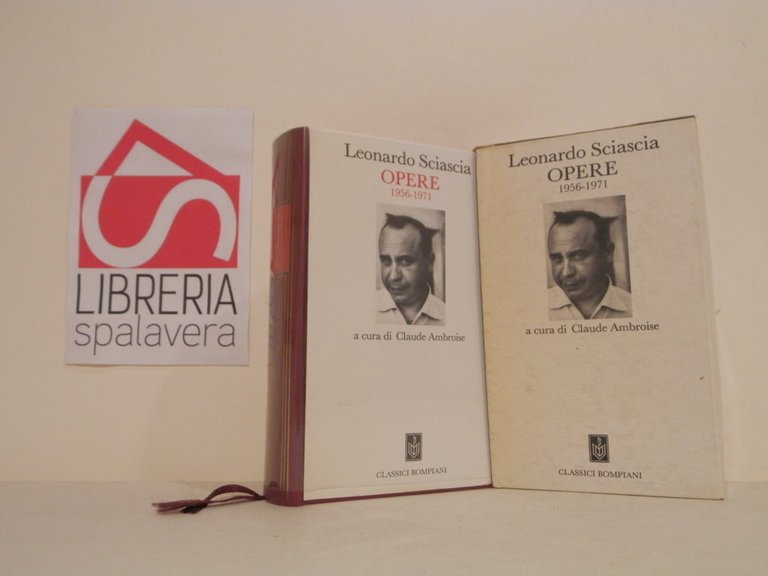 LIBRERIA
spalavera
Leonardo Sciascia
OPERE
1956-1971
a cura di Claude Ambroise
CLASSICI BOMPIANI
Leonardo Sciascia
OPERE
1956-1971
a cura di Claude Ambroise
CLASSICI BOMPIANI